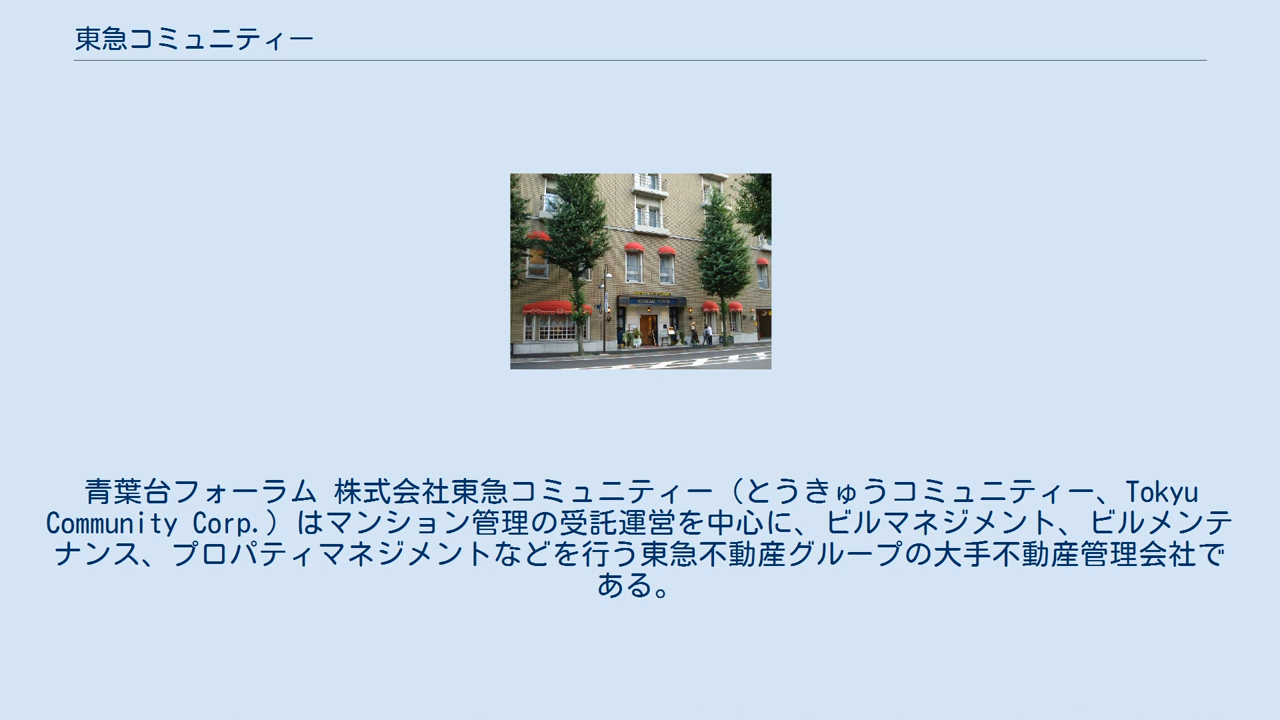 東急コミュニティー
青葉台フォーラム 株式会社東急コミュニティー（とうきゅうコミュニティー、Tokyu
Community Corp.）はマンション管理の受託運営を中心に、ビルマネジメント、ビルメンテ
ナンス、プロパティマネジメントなどを行う東急不動産グループの大手不動産管理会社で
ある。